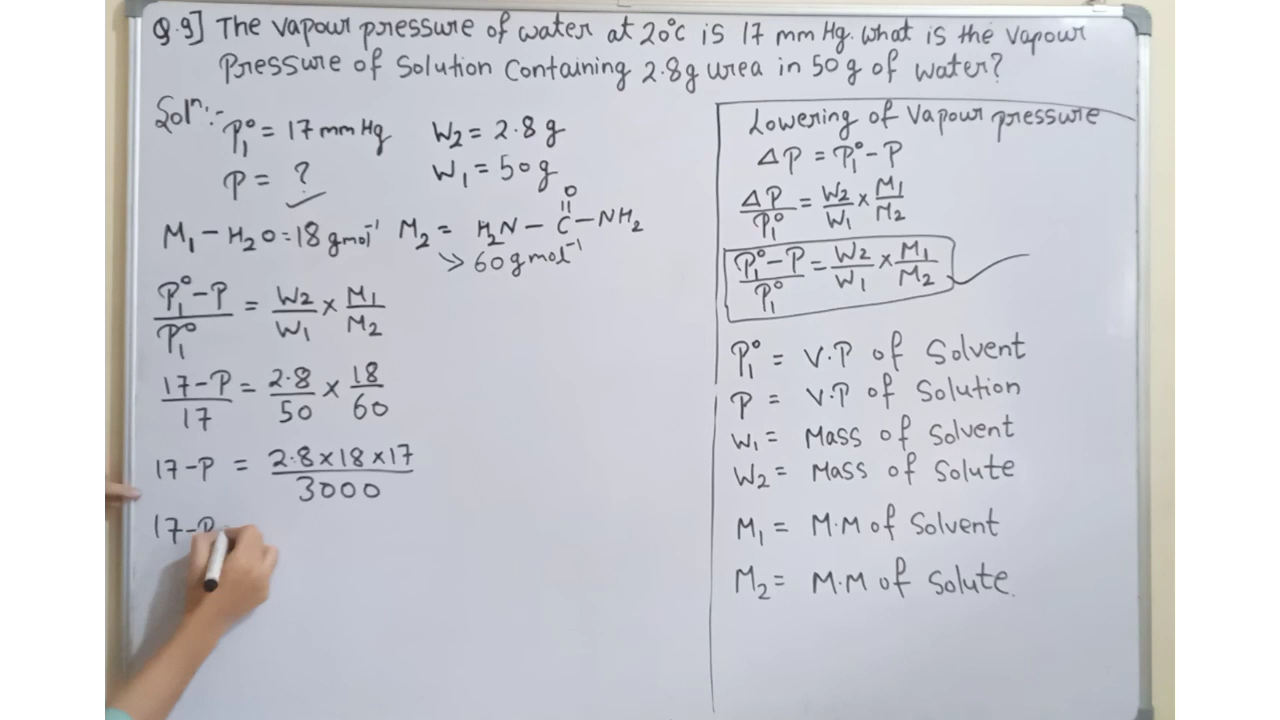 Q.9] The vapour pressure of water at 20°C is 17 mm Hg. what is the vapour
Pressure of Solution Containing 2.8g urea in 50 g of water?
Solⁿ:-
P₁° = 17 mm Hg W₂ = 2.8 g
P = ? W₁ = 50 g
M₁ - H₂O = 18 g mol⁻¹ M₂ = H₂N - C - NH₂
O
↘ 60 g mol⁻¹
P₁° - P / P₁° = W₂/W₁ × M₁/M₂
17 - P / 17 = 2.8/50 × 18/60
17 - P = 2.8 × 18 × 17 / 3000
17 - P
Lowering of Vapour pressure
ΔP = P₁° - P
ΔP/P₁° = W₂/W₁ × M₁/M₂
P₁° - P / P₁° = W₂/W₁ × M₁/M₂
P₁° = V.P of Solvent
P = V.P of Solution
W₁ = Mass of Solvent
W₂ = Mass of Solute
M₁ = M.M of Solvent
M₂ = M.M of Solute.